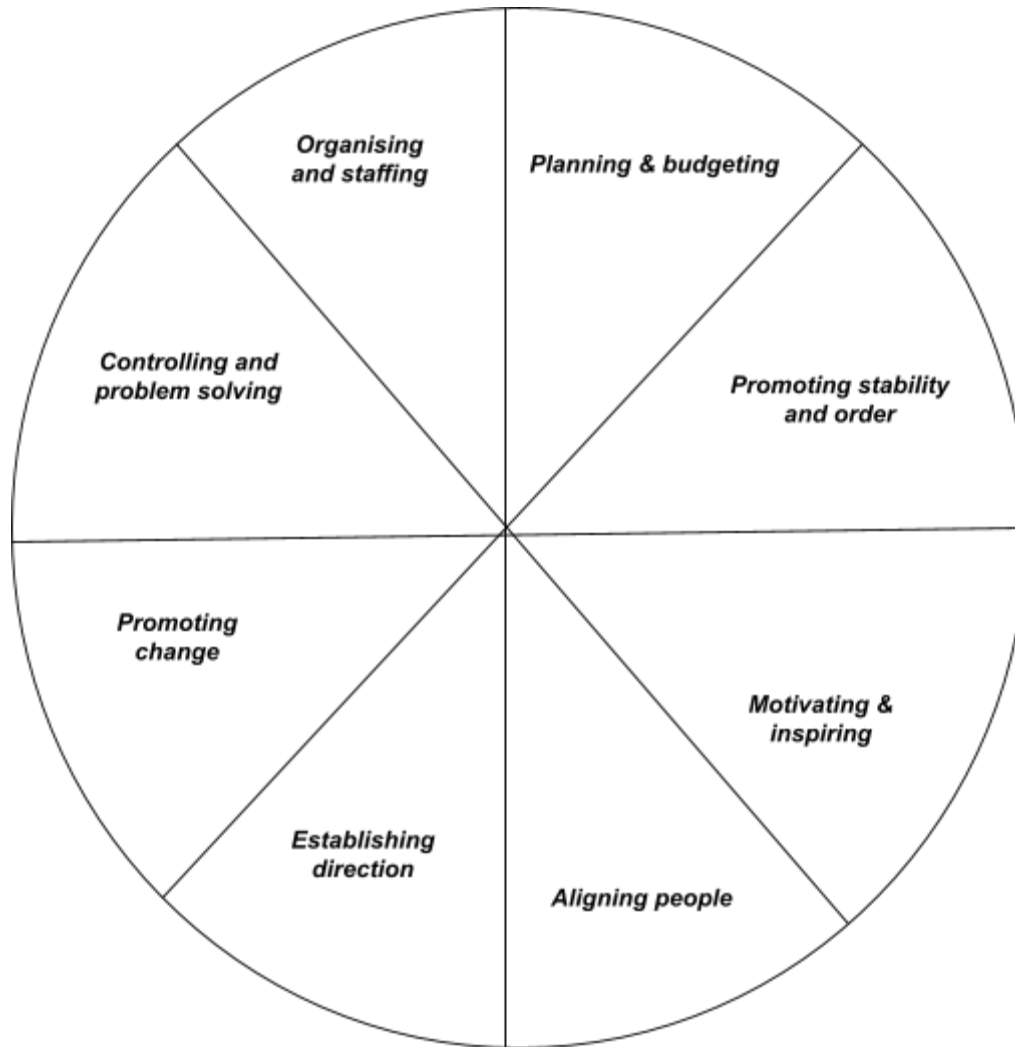 Organising
and staffing
Planning & budgeting
Controlling and
problem solving
Promoting stability
and order
Promoting
change
Motivating &
inspiring
Establishing
direction
Aligning people